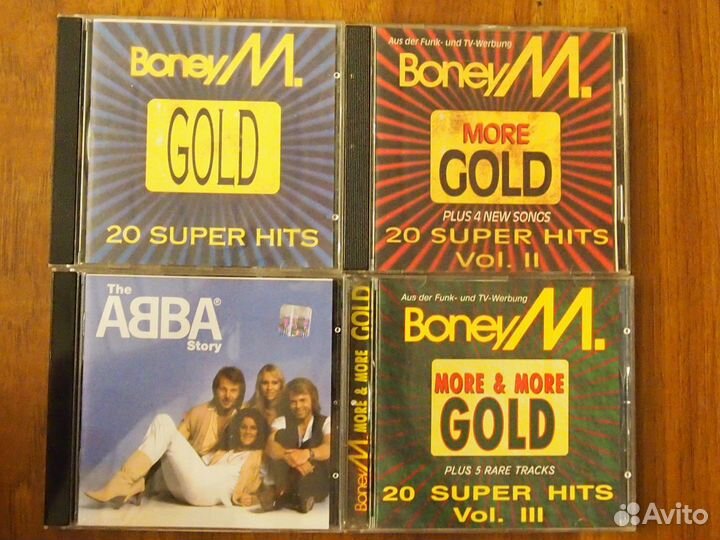 Boney M.
GOLD
20 SUPER HITS
Aus der Funk- und TV-Werbung
Boney M.
MORE
GOLD
PLUS 4 NEW SONGS
20 SUPER HITS
Vol. II
The
ABBA®
Story
Boney M. MORE & MORE GOLD
Aus der Funk- und TV-Werbung
Boney M.
MORE & MORE
GOLD
PLUS 5 RARE TRACKS
20 SUPER HITS
Vol. III
Avito